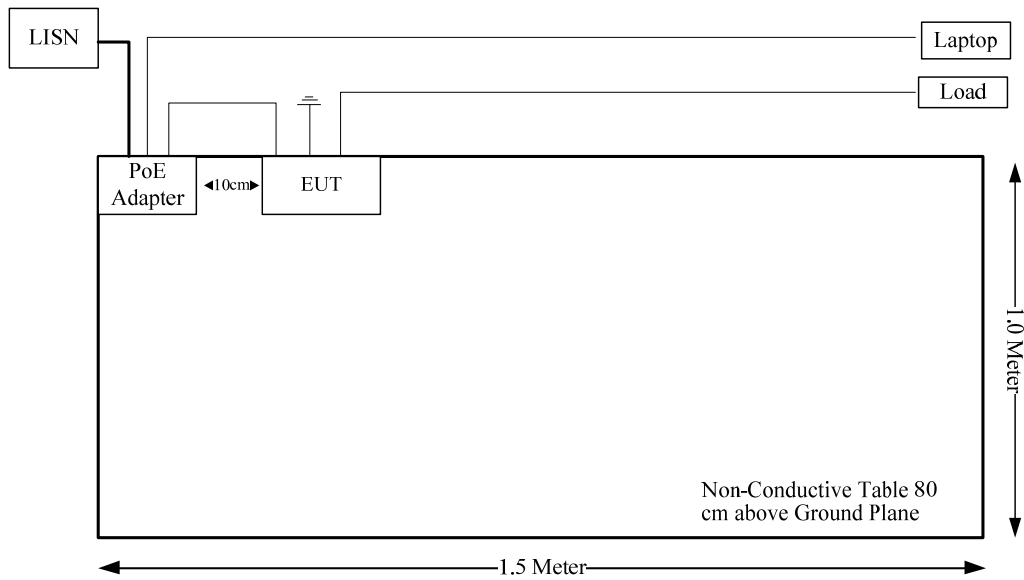 LISN
Laptop
Load
PoE
Adapter
10cm
EUT
1.0 Meter
Non-Conductive Table 80
cm above Ground Plane
1.5 Meter